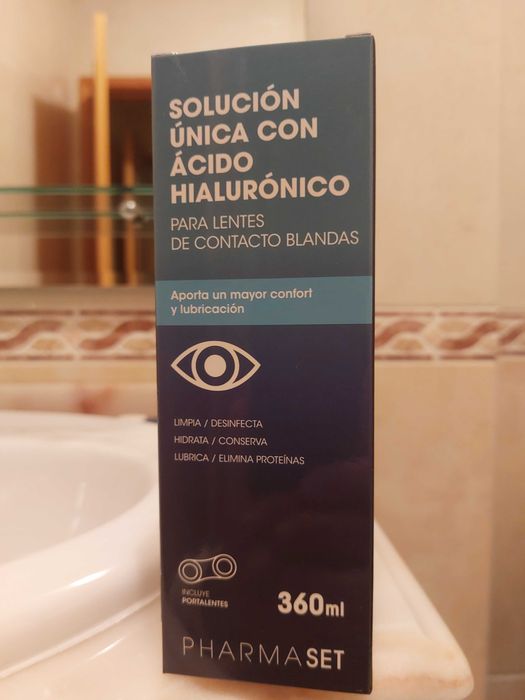 SOLUCIÓN
ÚNICA CON
ÁCIDO
HIALURÓNICO
PARA LENTES
DE CONTACTO BLANDAS
Aporta un mayor confort
y lubricación
LIMPIA / DESINFECTA
HIDRATA / CONSERVA
LUBRICA / ELIMINA PROTEÍNAS
INCLUYE
PORTALENTES
360ml
PHARMASET